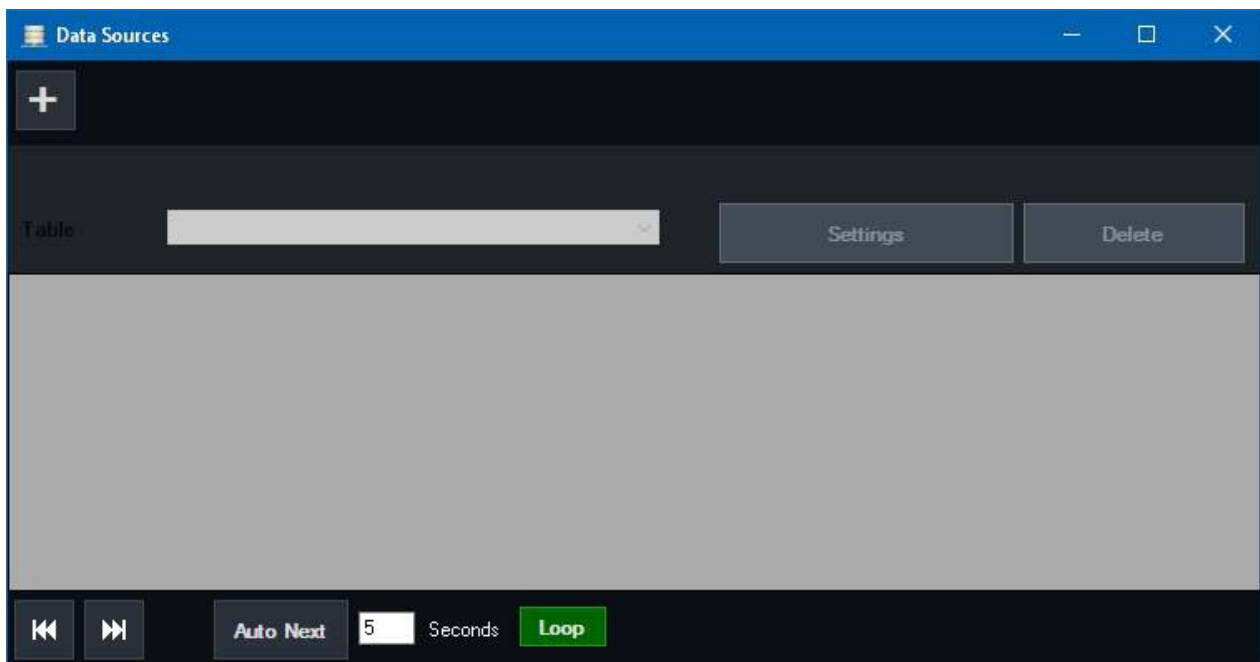 Data Sources
Table
Settings
Delete
Auto Next
5
Seconds
Loop